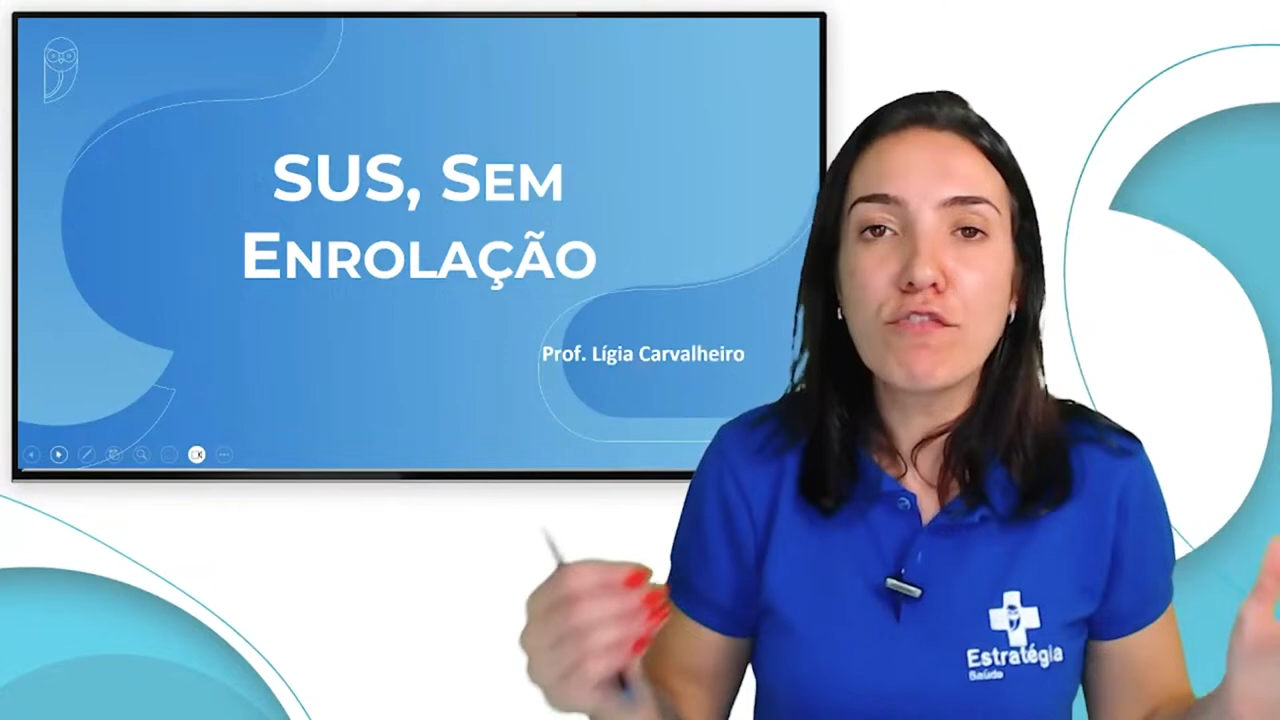 SUS, SEM
ENROLAÇÃO
Prof. Lígia Carvalheiro
Estratégia
Saúde